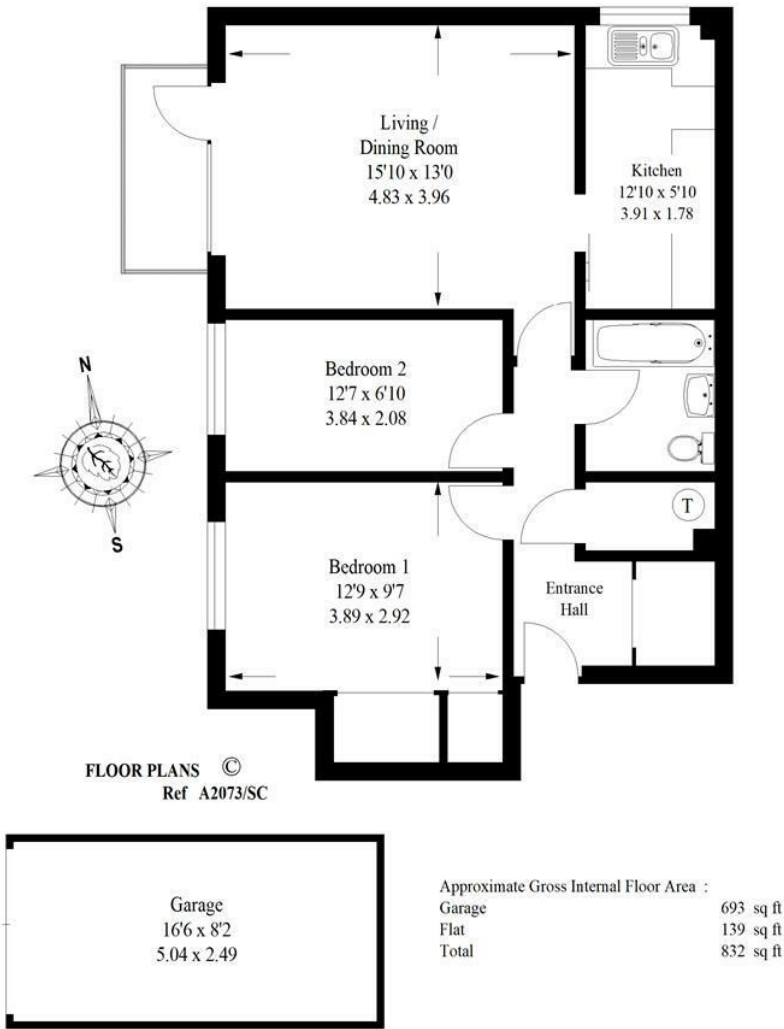 Living /
Dining Room
15'10 x 13'0
4.83 x 3.96
Kitchen
12'10 x 5'10
3.91 x 1.78
Bedroom 2
12'7 x 6'10
3.84 x 2.08
N
S
T
Bedroom 1
12'9 x 9'7
3.89 x 2.92
Entrance
Hall
FLOOR PLANS ©
Ref A2073/SC
Garage
16'6 x 8'2
5.04 x 2.49
Approximate Gross Internal Floor Area :
Garage 693 sq ft
Flat 139 sq ft
Total 832 sq ft